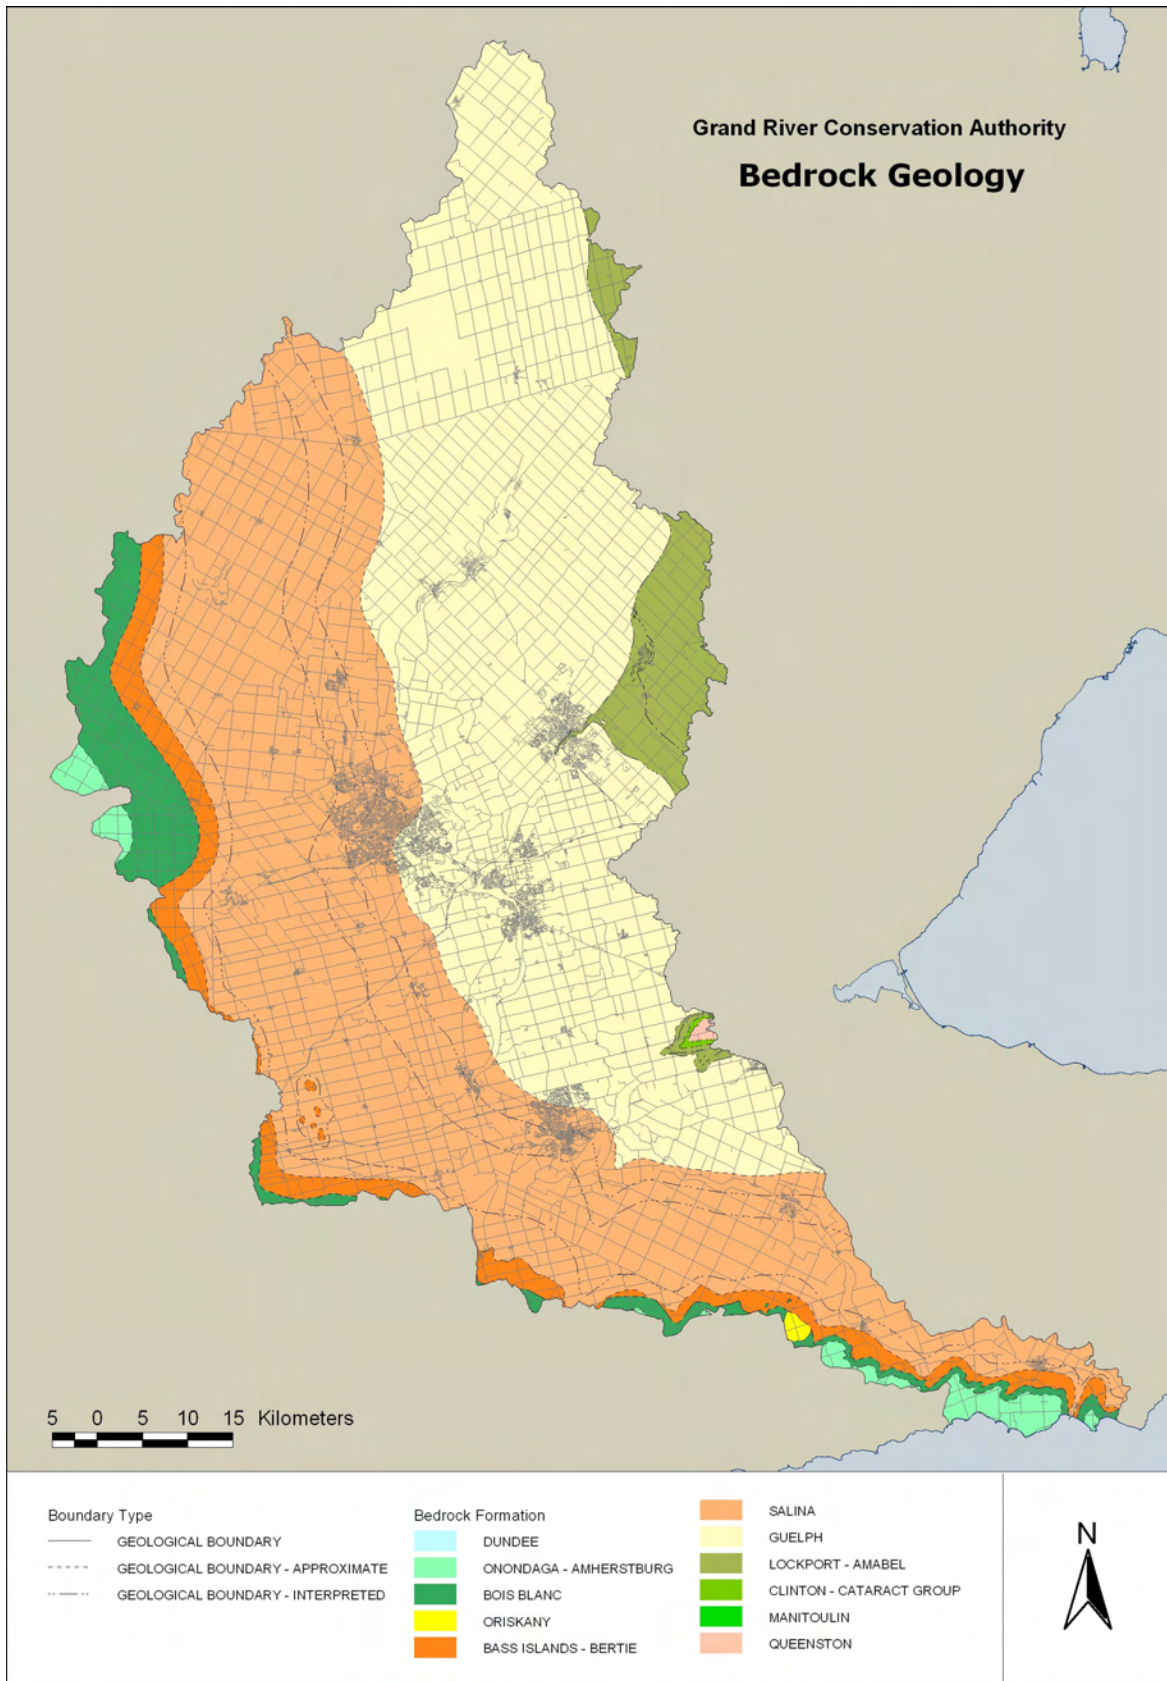 Grand River Conservation Authority
Bedrock Geology
5 0 5 10 15 Kilometers
Boundary Type
GEOLOGICAL BOUNDARY
GEOLOGICAL BOUNDARY - APPROXIMATE
GEOLOGICAL BOUNDARY - INTERPRETED
Bedrock Formation
DUNDEE
ONONDAGA - AMHERSTBURG
BOIS BLANC
ORISKANY
BASS ISLANDS - BERTIE
SALINA
GUELPH
LOCKPORT - AMABEL
CLINTON - CATARACT GROUP
MANITOULIN
QUEENSTON
N